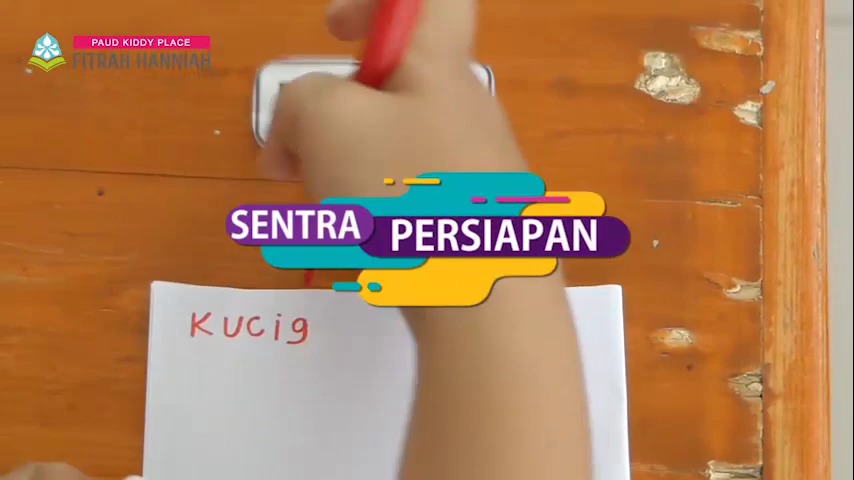 PAUD KIDDY PLACE
FITRAH HANNIAH
SENTRA PERSIAPAN
Kucig